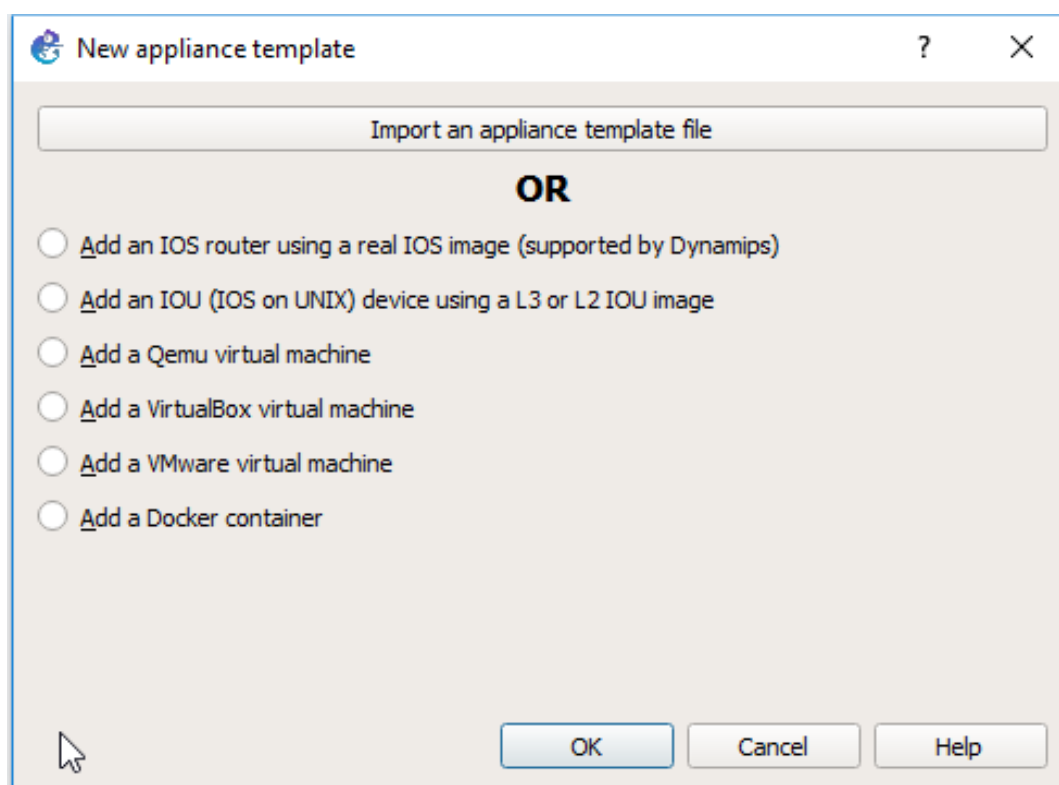 New appliance template
Import an appliance template file
OR
Add an IOS router using a real IOS image (supported by Dynamips)
Add an IOU (IOS on UNIX) device using a L3 or L2 IOU image
Add a Qemu virtual machine
Add a VirtualBox virtual machine
Add a VMware virtual machine
Add a Docker container
OK Cancel Help